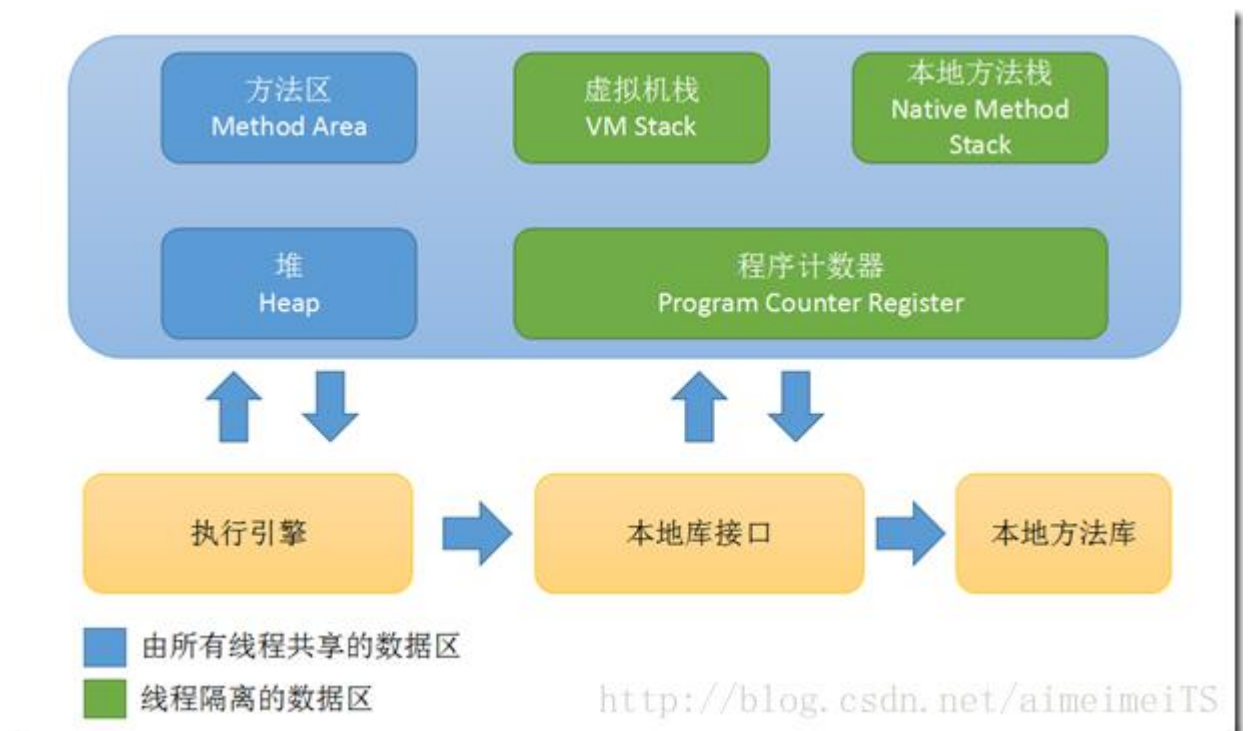 方法区
Method Area
虚拟机栈
VM Stack
本地方法栈
Native Method
Stack
堆
Heap
程序计数器
Program Counter Register
执行引擎
本地库接口
本地方法库
由所有线程共享的数据区
线程隔离的数据区
http://blog.csdn.net/aimeimeiTS